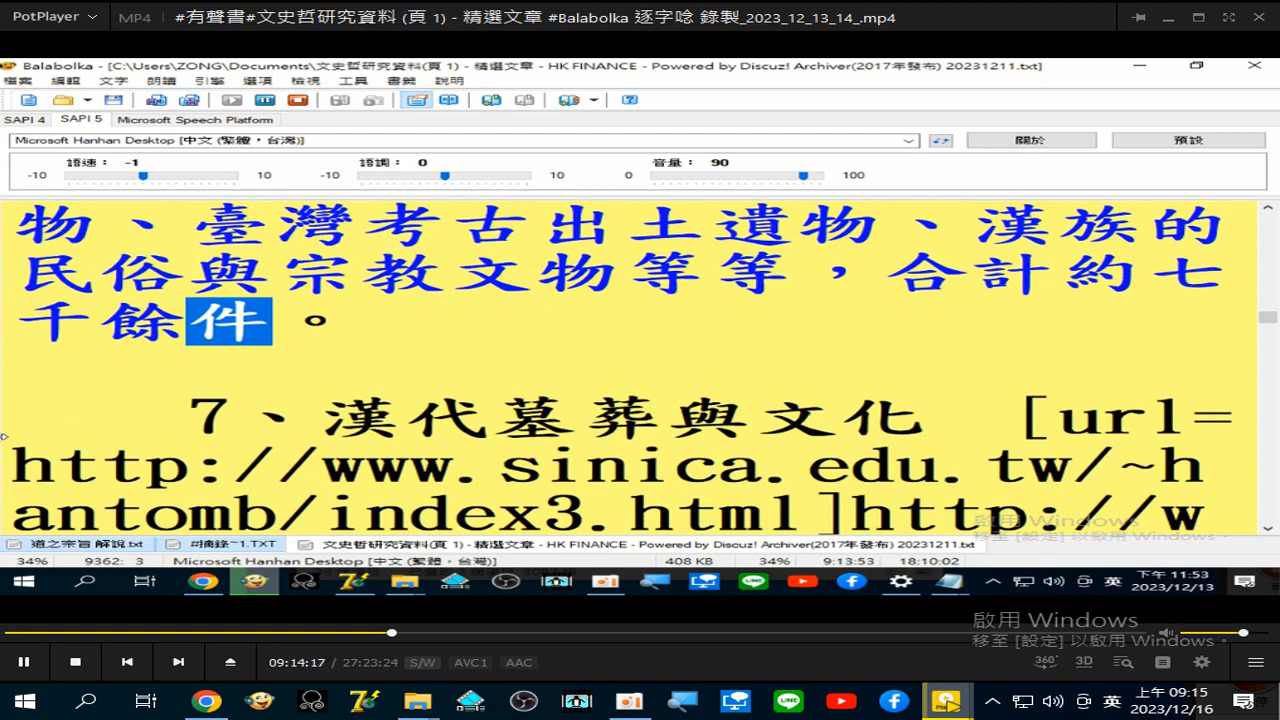 PotPlayer
MP4
#有聲書#文史哲研究資料 (頁 1) - 精選文章 #Balabolka 逐字唸 錄製_2023_12_13_14_.mp4
Balabolka - [C:\Users\ZONG\Documents\文史哲研究資料(頁 1) - 精選文章 - HK FINANCE - Powered by Discuz! Archiver(2017年發布) 20231211.txt]
檔案 編輯 文字 朗讀 引擎 選項 檢視 工具 書籤 說明
SAPI 4 SAPI 5 Microsoft Speech Platform
Microsoft Hanhan Desktop [中文 (繁體，台灣)]
關於
預設
語速： -1 語調： 0 音量： 90
-10 10 -10 10 0 100
物、臺灣考古出土遺物、漢族的
民俗與宗教文物等等，合計約七
千餘件。
7、漢代墓葬與文化 [url=
http://www.sinica.edu.tw/~h
antomb/index3.html]http://w
道之宗旨 解說.txt #摘錄~1.TXT 文史哲研究資料(頁 1) - 精選文章 - HK FINANCE - Powered by Discuz! Archiver(2017年發布) 20231211.txt
34% 9362: 3 Microsoft Hanhan Desktop [中文 (繁體，台灣)] 408 KB 34% 9:13:53 18:10:02
啟用 Windows
移至 [設定] 以啟用 Windows。
英 下午 11:53
2023/12/13
啟用 Windows
移至 [設定] 以啟用 Windows。
09:14:17 / 27:23:24 S/W AVC1 AAC
360° 3D
英 上午 09:15
2023/12/16